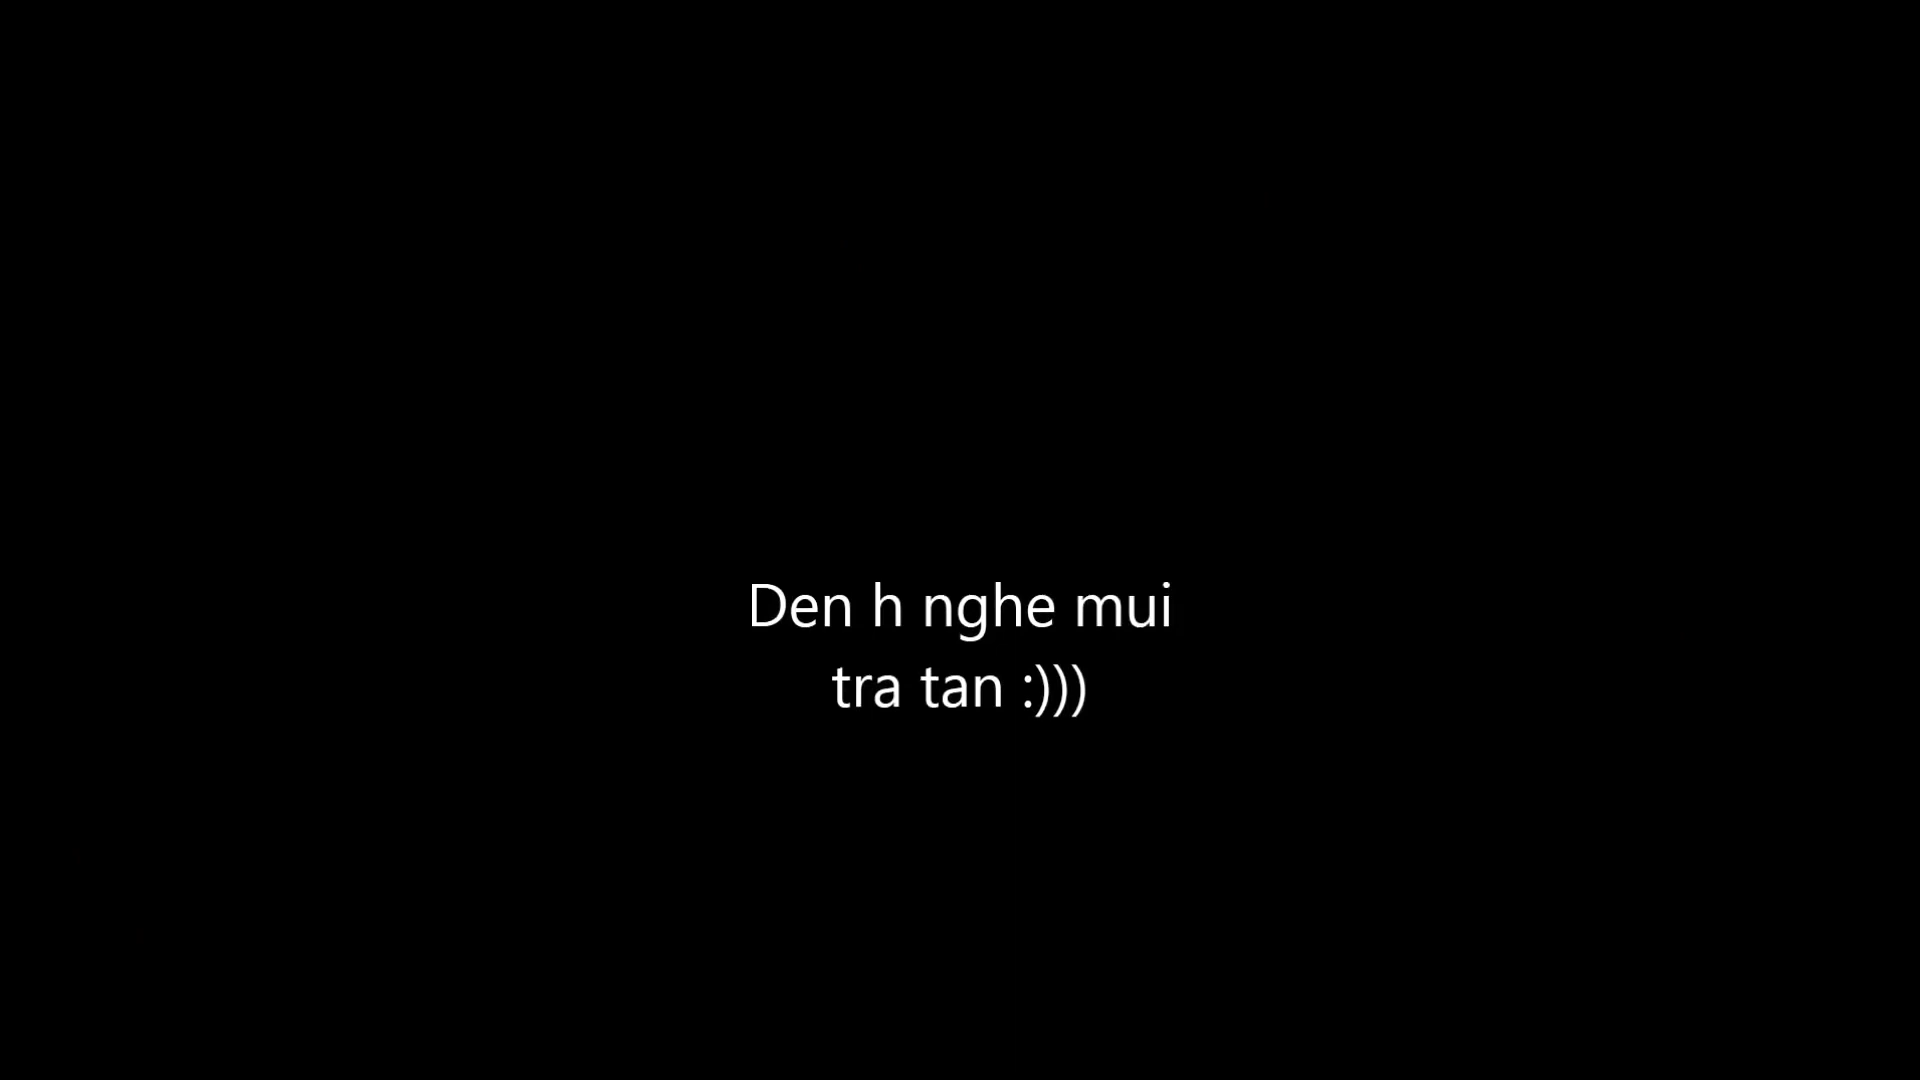 Den h nghe mui
tra tan :)))